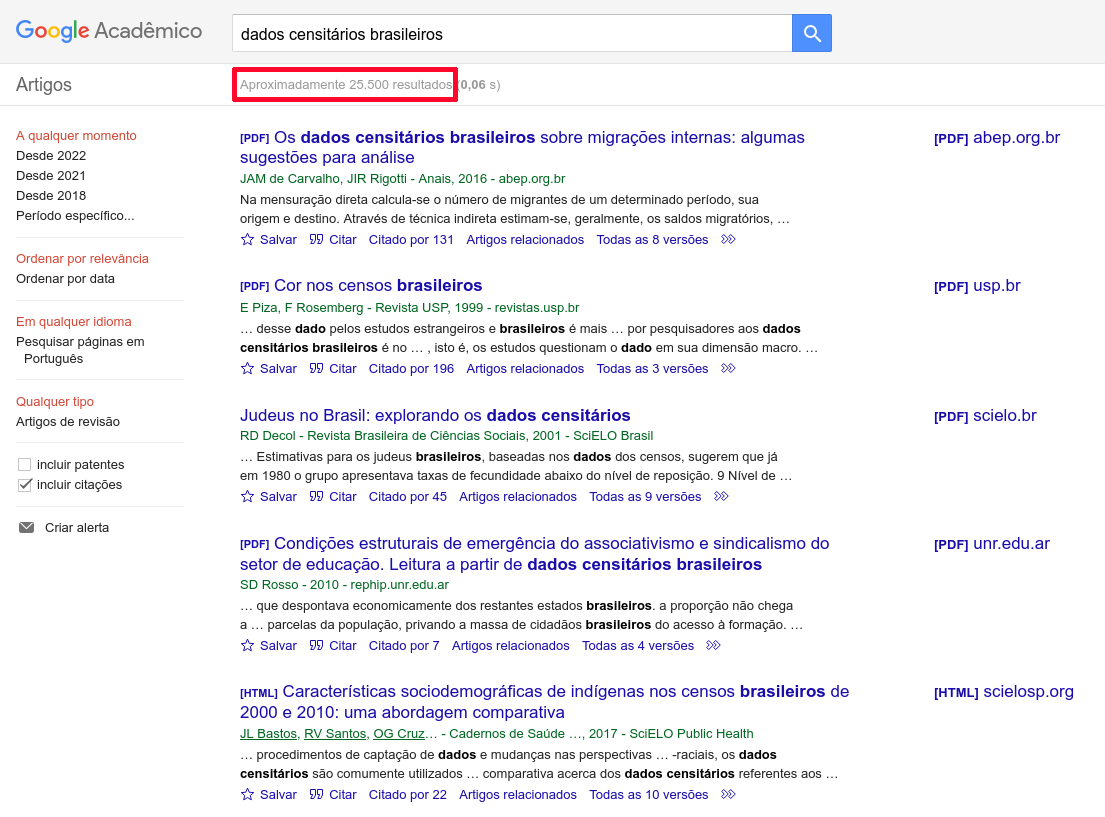 Google Acadêmico
dados censitários brasileiros
Artigos
Aproximadamente 25.500 resultados (0,06 s)
A qualquer momento
Desde 2022
Desde 2021
Desde 2018
Período específico...
Ordenar por relevância
Ordenar por data
Em qualquer idioma
Pesquisar páginas em
Português
Qualquer tipo
Artigos de revisão
incluir patentes
incluir citações
Criar alerta
[PDF] Os dados censitários brasileiros sobre migrações internas: algumas
sugestões para análise
JAM de Carvalho, JIR Rigotti - Anais, 2016 - abep.org.br
Na mensuração direta calcula-se o número de migrantes de um determinado período, sua
origem e destino. Através de técnica indireta estimam-se, geralmente, os saldos migratórios, …
Salvar Citar Citado por 131 Artigos relacionados Todas as 8 versões
[PDF] abep.org.br
[PDF] Cor nos censos brasileiros
E Piza, F Rosemberg - Revista USP, 1999 - revistas.usp.br
… desse dado pelos estudos estrangeiros e brasileiros é mais … por pesquisadores aos dados
censitários brasileiros é no … , isto é, os estudos questionam o dado em sua dimensão macro. …
Salvar Citar Citado por 196 Artigos relacionados Todas as 3 versões
[PDF] usp.br
Judeus no Brasil: explorando os dados censitários
RD Decol - Revista Brasileira de Ciências Sociais, 2001 - SciELO Brasil
… Estimativas para os judeus brasileiros, baseadas nos dados dos censos, sugerem que já
em 1980 o grupo apresentava taxas de fecundidade abaixo do nível de reposição. 9 Nível de …
Salvar Citar Citado por 45 Artigos relacionados Todas as 9 versões
[PDF] scielo.br
[PDF] Condições estruturais de emergência do associativismo e sindicalismo do
setor de educação. Leitura a partir de dados censitários brasileiros
SD Rosso - 2010 - rephip.unr.edu.ar
… que despontava economicamente dos restantes estados brasileiros. a proporção não chega
a … parcelas da população, privando a massa de cidadãos brasileiros do acesso à formação. …
Salvar Citar Citado por 7 Artigos relacionados Todas as 4 versões
[PDF] unr.edu.ar
[HTML] Características sociodemográficas de indígenas nos censos brasileiros de
2000 e 2010: uma abordagem comparativa
JL Bastos, RV Santos, OG Cruz… - Cadernos de Saúde …, 2017 - SciELO Public Health
… procedimentos de captação de dados e mudanças nas perspectivas … -raciais, os dados
censitários são comumente utilizados … comparativa acerca dos dados censitários referentes aos …
Salvar Citar Citado por 22 Artigos relacionados Todas as 10 versões
[HTML] scielosp.org